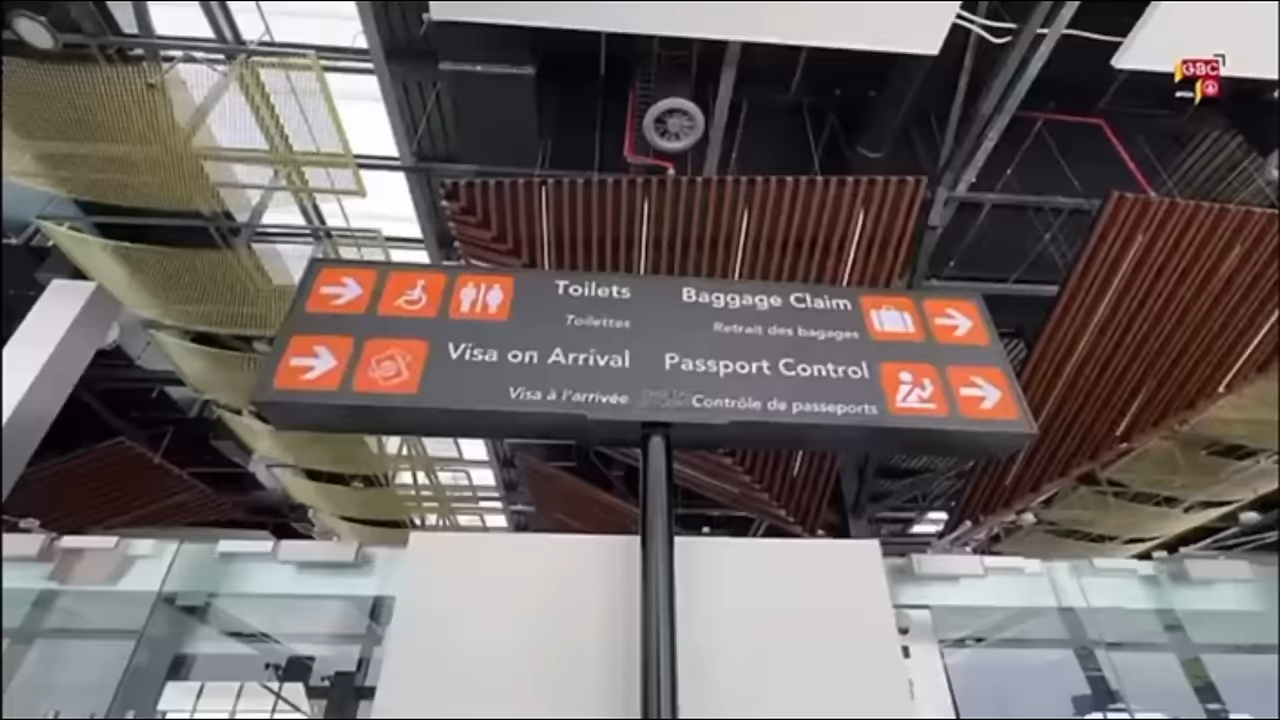 Toilets
Toilettes
Visa on Arrival
Visa à l'arrivée
Baggage Claim
Retrait des bagages
Passport Control
Contrôle de passeports
GBC